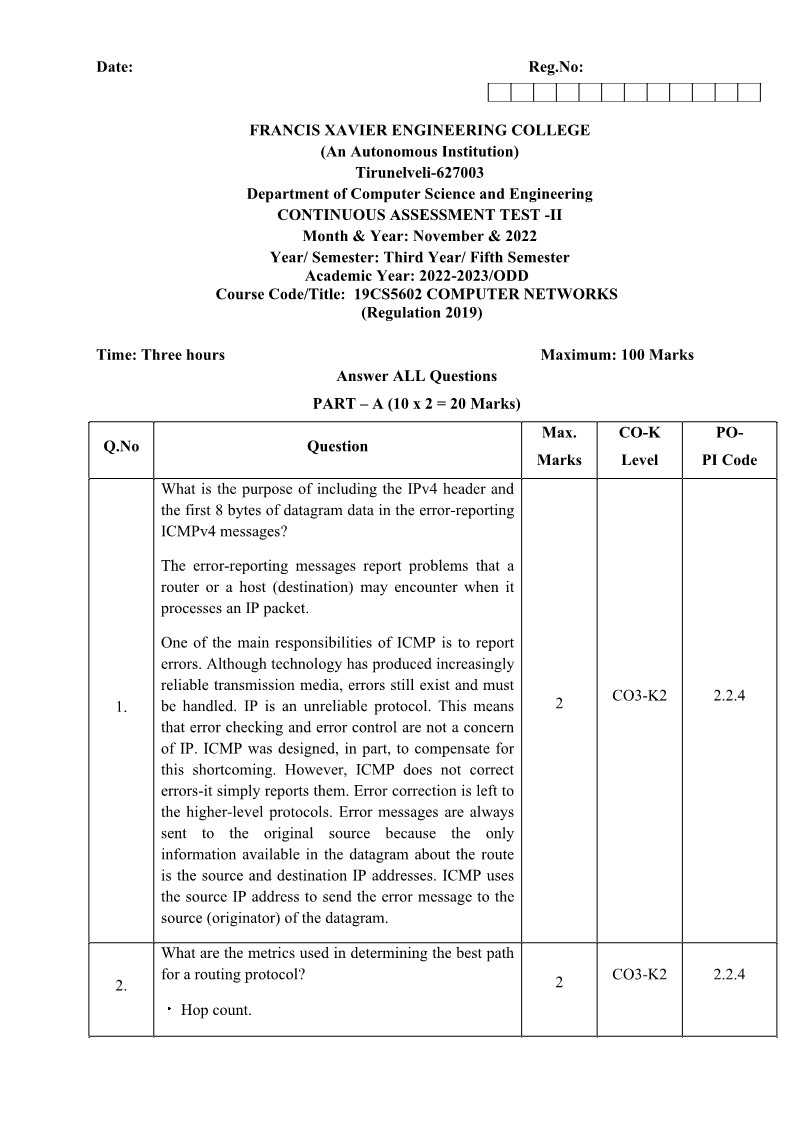 Date: Reg.No:
FRANCIS XAVIER ENGINEERING COLLEGE
(An Autonomous Institution)
Tirunelveli-627003
Department of Computer Science and Engineering
CONTINUOUS ASSESSMENT TEST -II
Month & Year: November & 2022
Year/ Semester: Third Year/ Fifth Semester
Academic Year: 2022-2023/ODD
Course Code/Title: 19CS5602 COMPUTER NETWORKS
(Regulation 2019)
Time: Three hours Maximum: 100 Marks
Answer ALL Questions
PART – A (10 x 2 = 20 Marks)
Q.No Question Max. Marks CO-K Level PO-PI Code
1.
What is the purpose of including the IPv4 header and
the first 8 bytes of datagram data in the error-reporting
ICMPv4 messages?
The error-reporting messages report problems that a
router or a host (destination) may encounter when it
processes an IP packet.
One of the main responsibilities of ICMP is to report
errors. Although technology has produced increasingly
reliable transmission media, errors still exist and must
be handled. IP is an unreliable protocol. This means
that error checking and error control are not a concern
of IP. ICMP was designed, in part, to compensate for
this shortcoming. However, ICMP does not correct
errors-it simply reports them. Error correction is left to
the higher-level protocols. Error messages are always
sent to the original source because the only
information available in the datagram about the route
is the source and destination IP addresses. ICMP uses
the source IP address to send the error message to the
source (originator) of the datagram.
2 CO3-K2 2.2.4
2.
What are the metrics used in determining the best path
for a routing protocol?
• Hop count.
2 CO3-K2 2.2.4